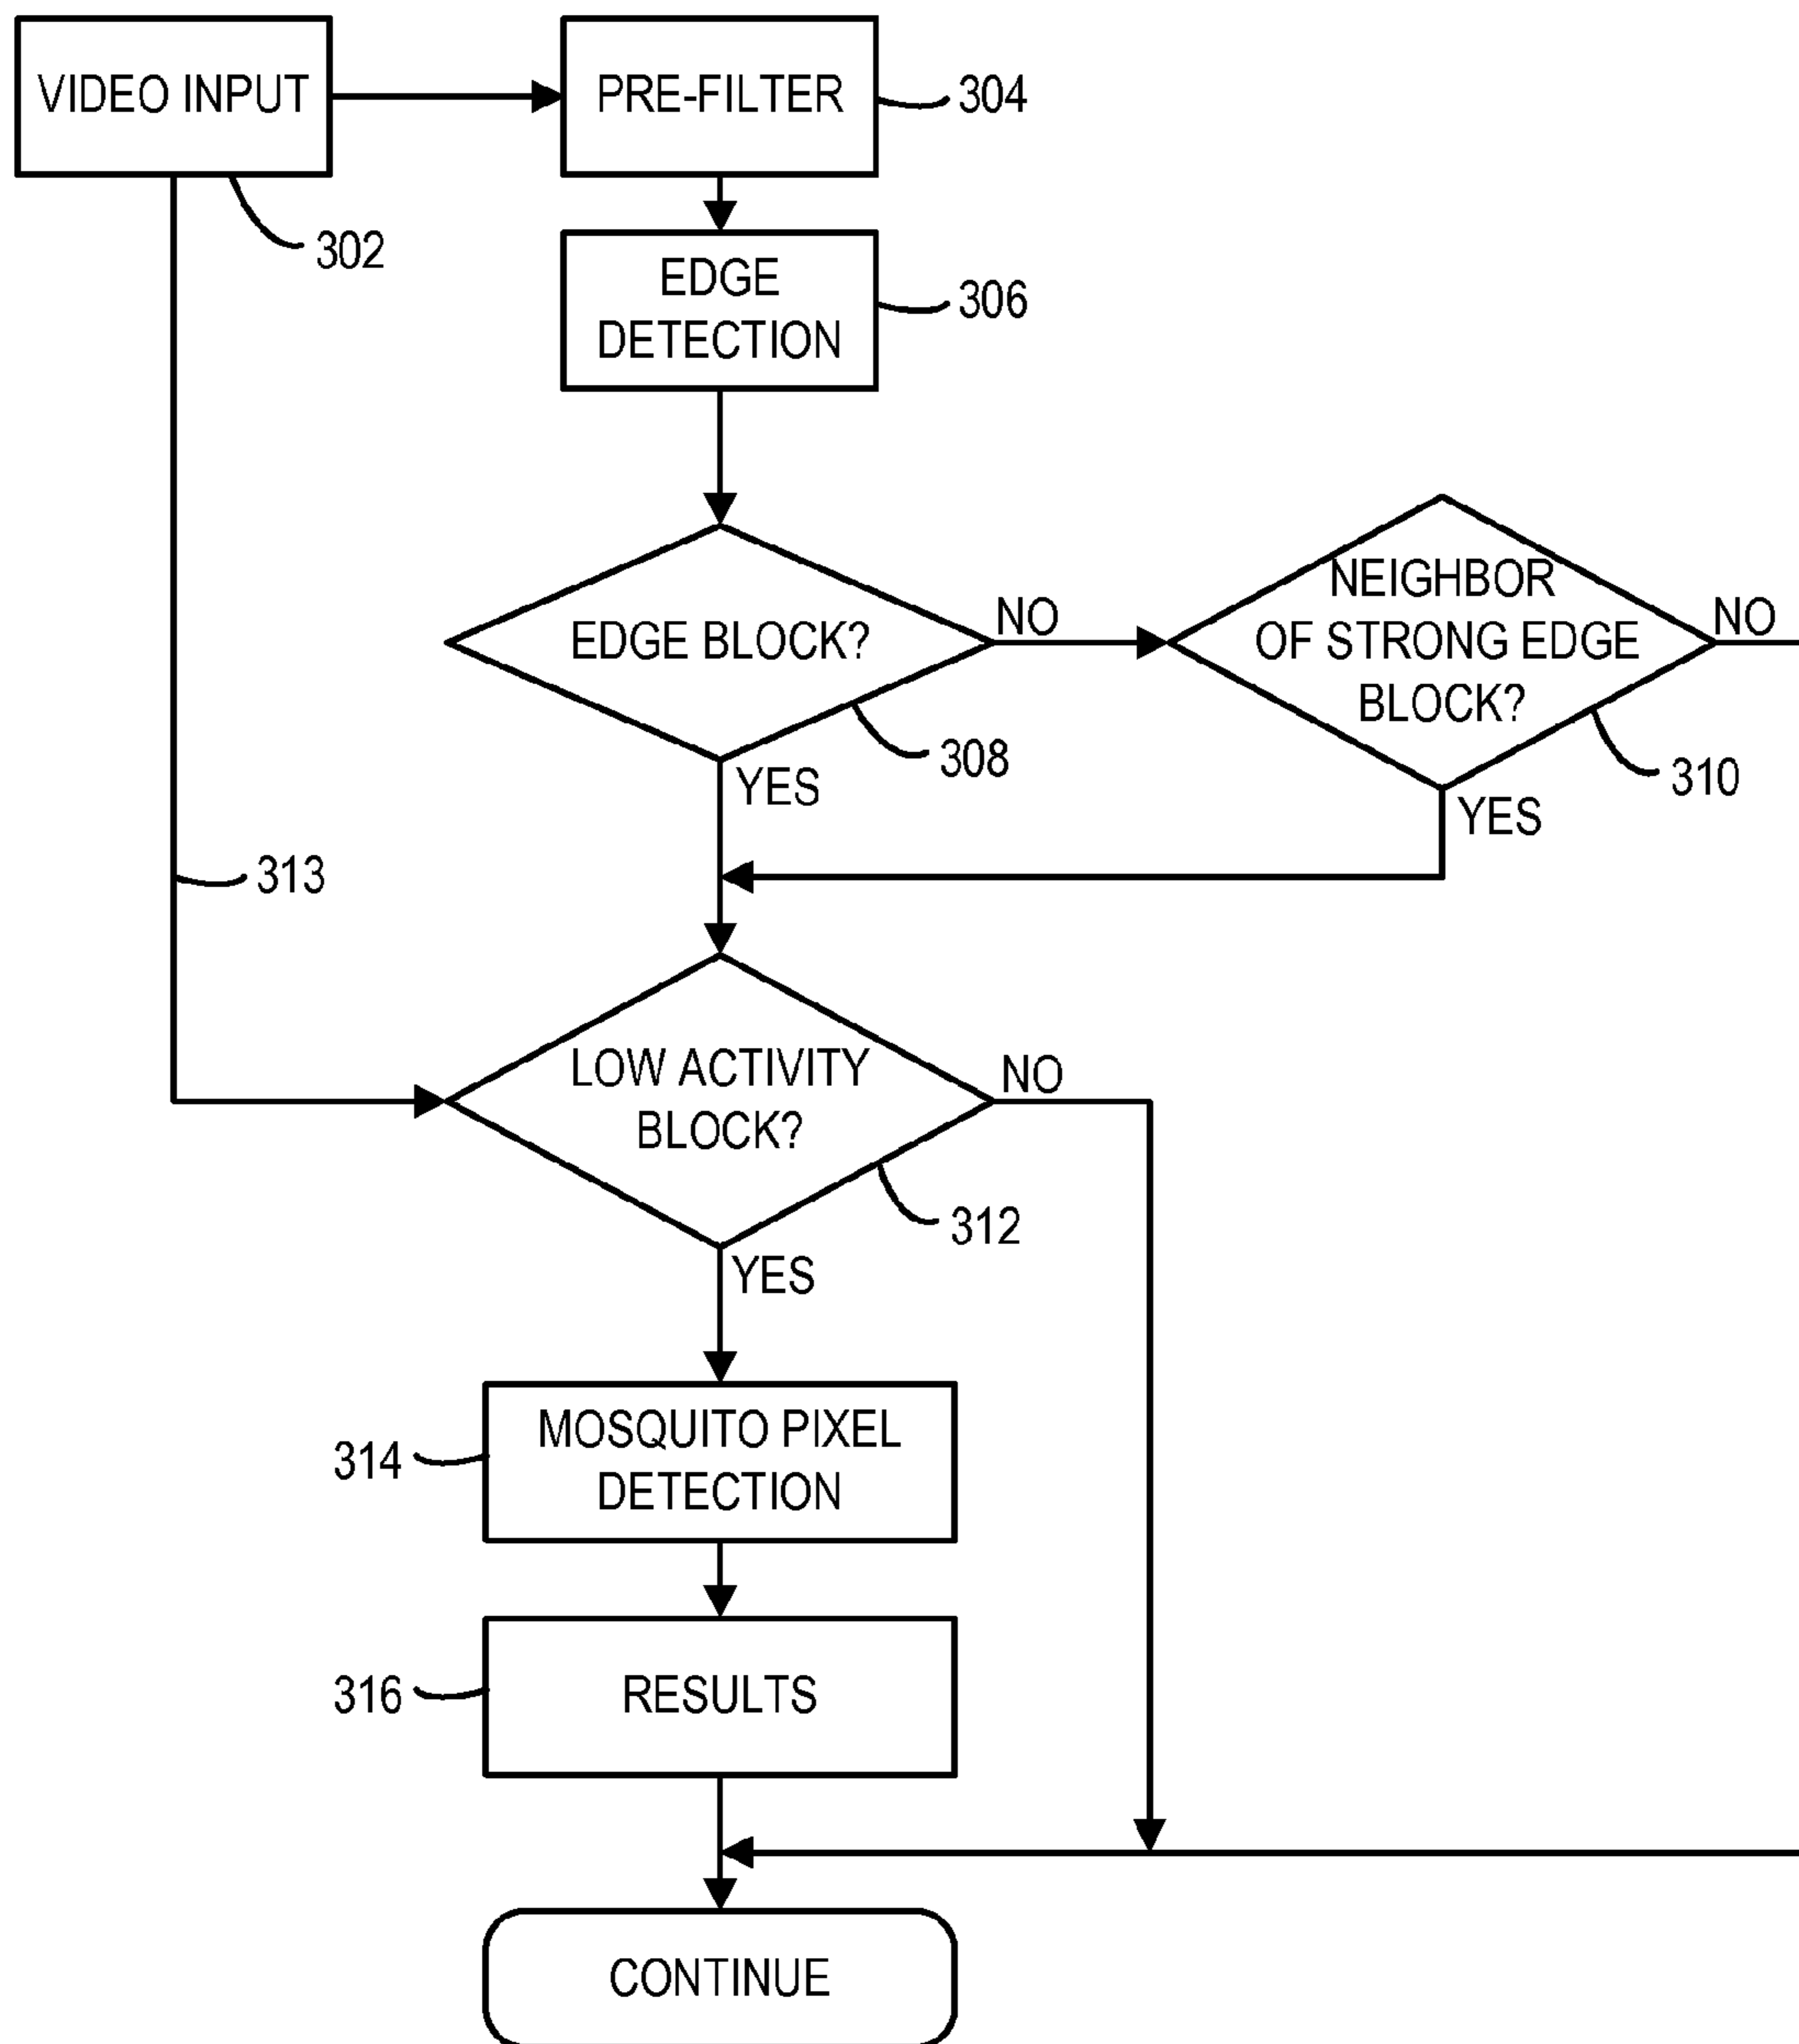 VIDEO INPUT
PRE-FILTER
304
302
EDGE
DETECTION
306
EDGE BLOCK?
NO
308
YES
NEIGHBOR
OF STRONG EDGE
BLOCK?
NO
310
YES
313
LOW ACTIVITY
BLOCK?
NO
312
YES
MOSQUITO PIXEL
DETECTION
314
RESULTS
316
CONTINUE